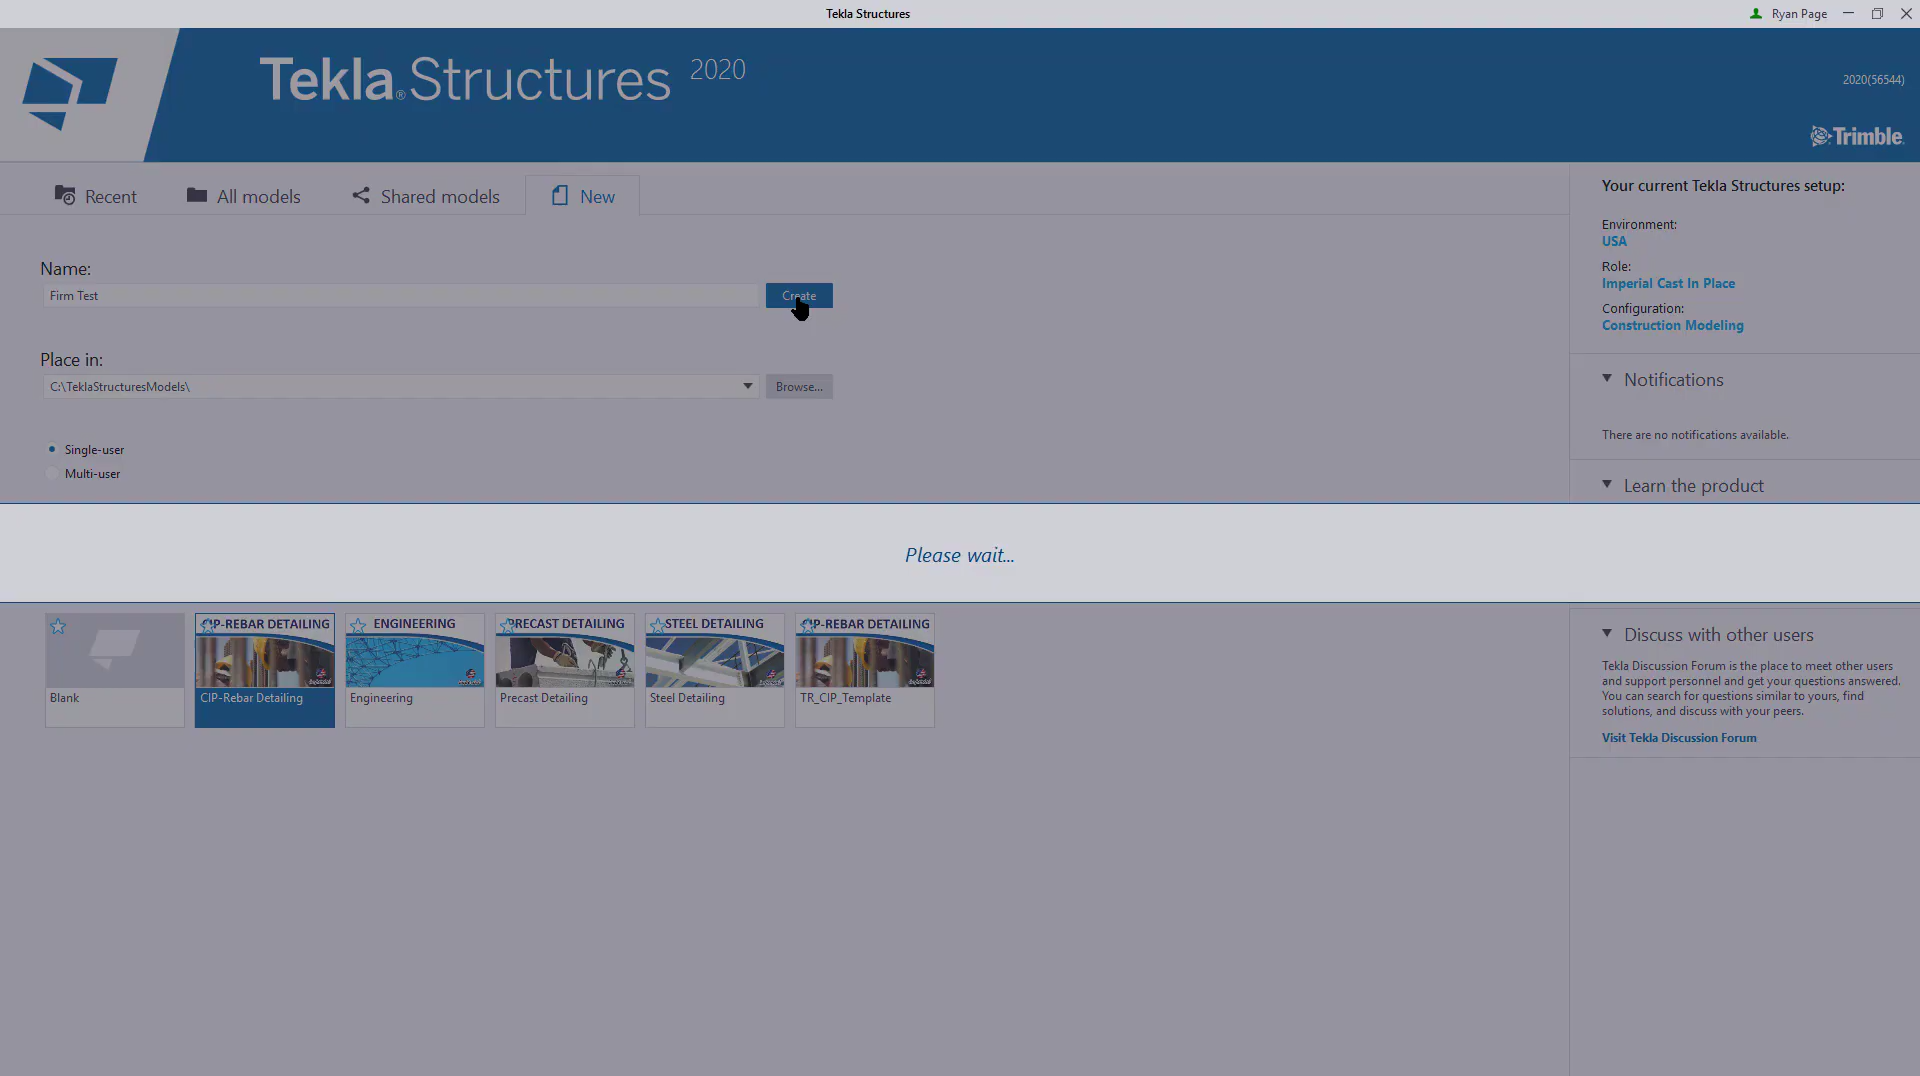 Tekla Structures
Ryan Page
Tekla® Structures 2020
2020(56544)
Trimble
Recent
All models
Shared models
New
Name:
Firm Test
Create
Place in:
C:\TeklaStructuresModels\
Browse...
Single-user
Multi-user
Your current Tekla Structures setup:
Environment:
USA
Role:
Imperial Cast In Place
Configuration:
Construction Modeling
Notifications
There are no notifications available.
Learn the product
Please wait...
Blank
CIP-REBAR DETAILING
CIP-Rebar Detailing
ENGINEERING
Engineering
PRECAST DETAILING
Precast Detailing
STEEL DETAILING
Steel Detailing
CIP-REBAR DETAILING
TR_CIP_Template
Discuss with other users
Tekla Discussion Forum is the place to meet other users
and support personnel and get your questions answered.
You can search for questions similar to yours, find
solutions, and discuss with your peers.
Visit Tekla Discussion Forum